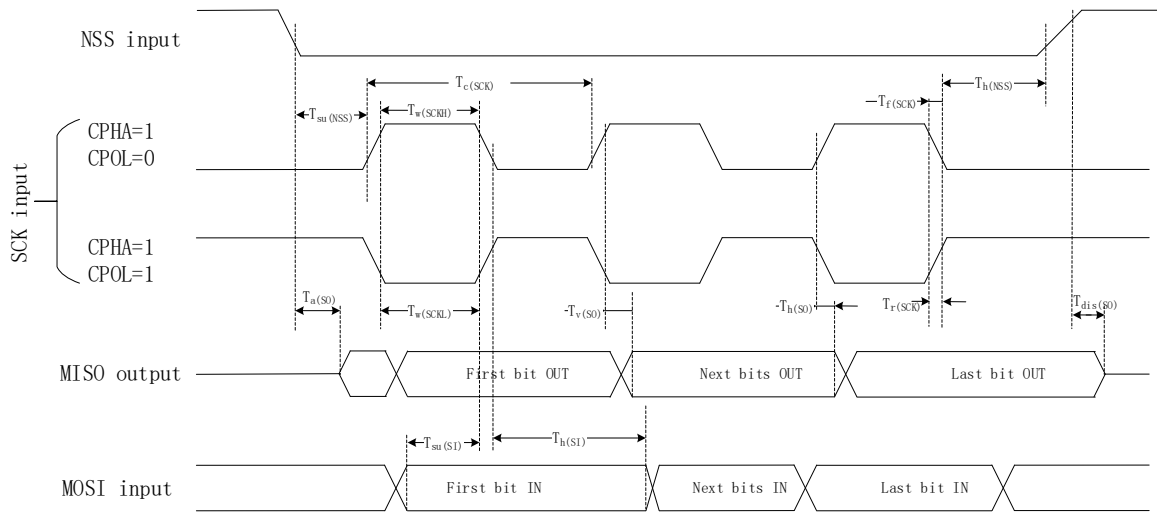 NSS input
Tc(SCK)
Th(NSS)
Tsu(NSS)
Tw(SCKH)
Tf(SCK)
CPHA=1
CPOL=0
SCK input
CPHA=1
CPOL=1
Ta(SO)
Tw(SCKL)
Tv(SO)
Th(SO)
Tr(SCK)
Tdis(SO)
MISO output
First bit OUT
Next bits OUT
Last bit OUT
Tsu(SI)
Th(SI)
MOSI input
First bit IN
Next bits IN
Last bit IN